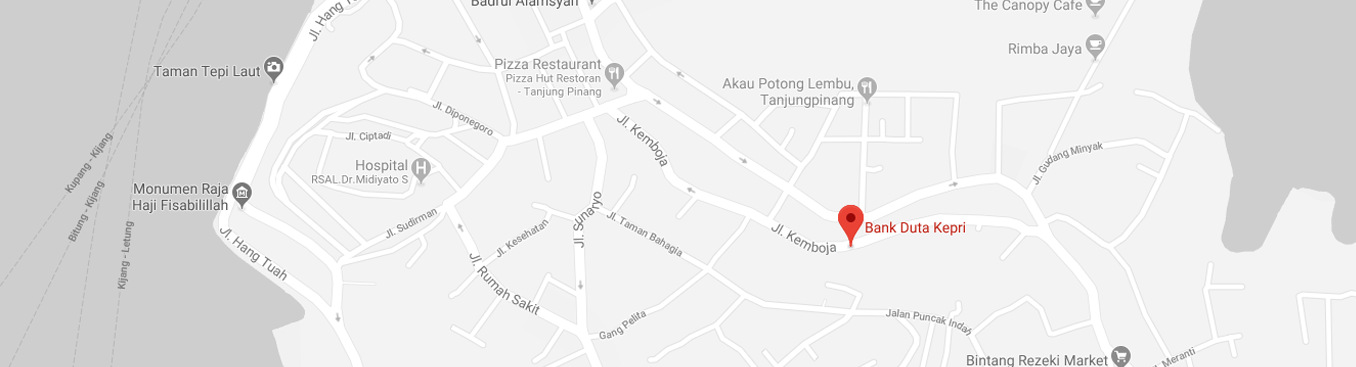 Badrul Alamsyah
The Canopy Cafe
Jl. Hang Tu
Rimba Jaya
Taman Tepi Laut
Pizza Restaurant
Pizza Hut Restoran
- Tanjung Pinang
Akau Potong Lembu,
Tanjungpinang
Jl. Diponegoro
Jl. Kemboja
Jl. Ciptadi
Jl. Gudang Minyak
Kupang - Kijang
Hospital
RSAL.Dr.Midiyato S
Monumen Raja
Haji Fisabilillah
Bitung - Kijang
Jl. Sudirman
Jl. Sunaryo
Jl. Taman Bahagia
Jl. Kemboja
Bank Duta Kepri
Jl. Kesehatan
Kijang - Letung
Jl. Hang Tuah
Jl. Rumah Sakit
Gang Pelita
Jalan Puncak Indah
Bintang Rezeki Market
Meranti